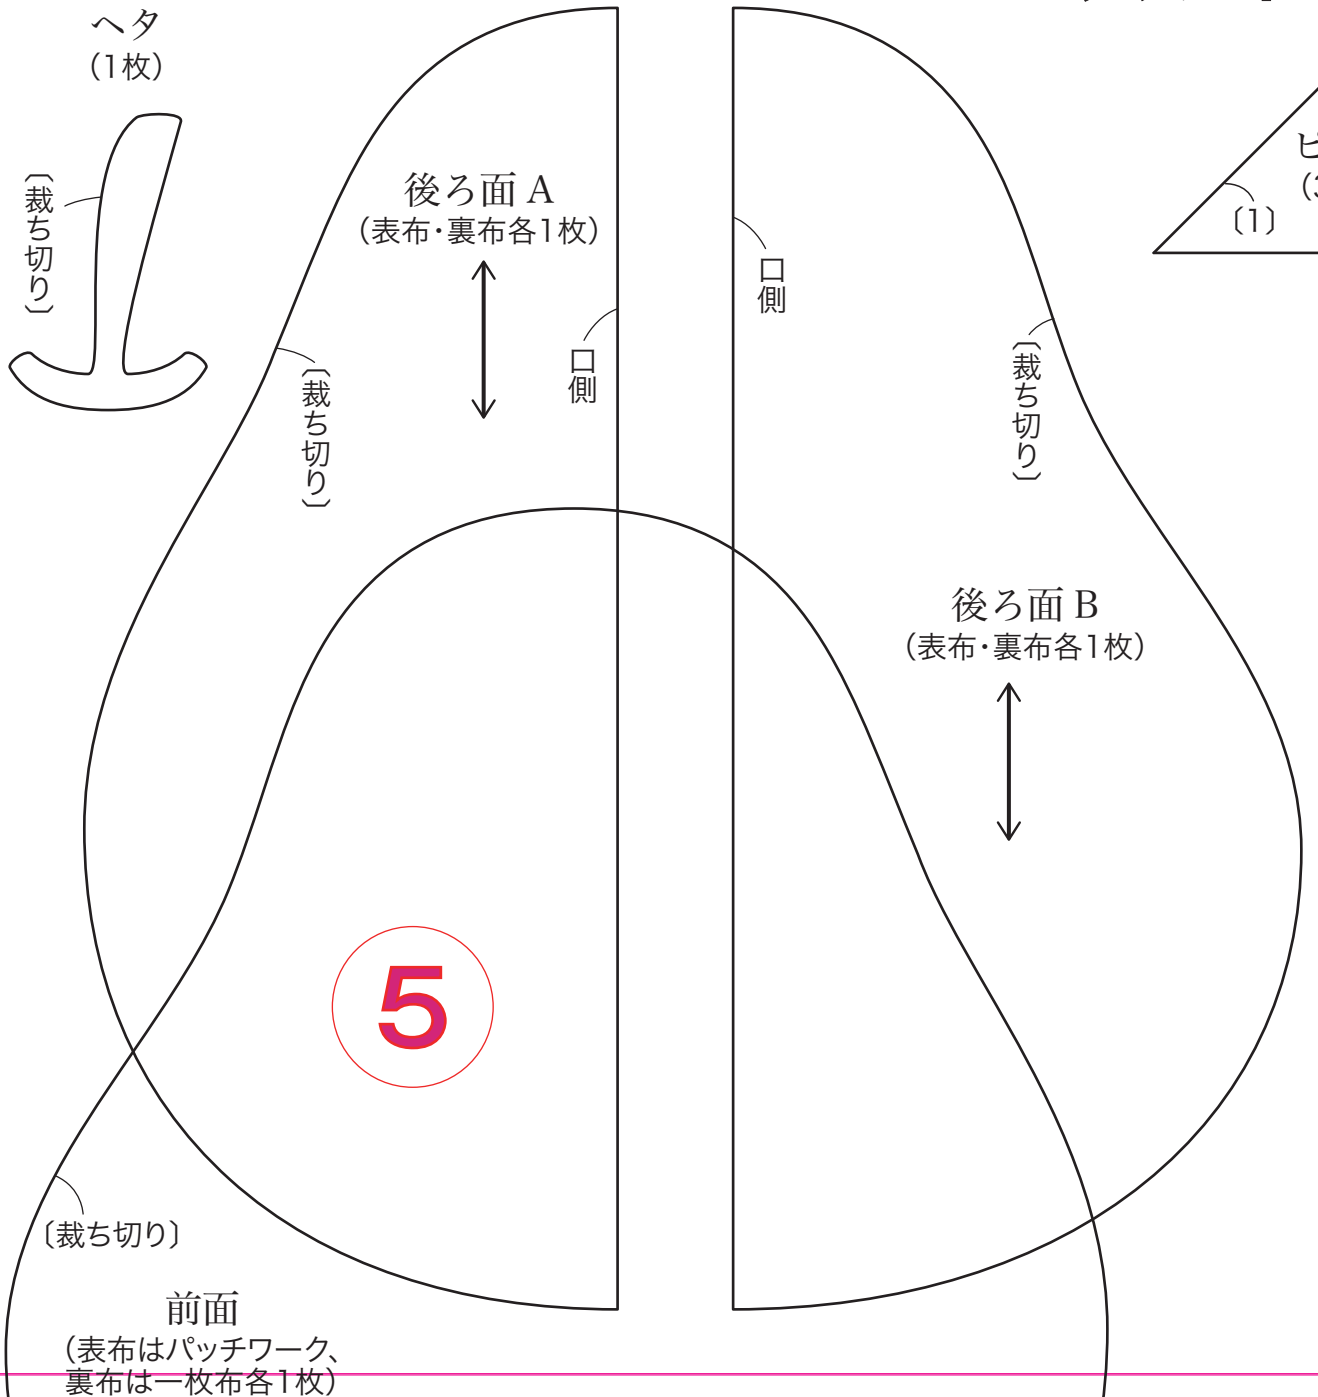 ヘタ
(1枚)
〔裁ち切り〕
後ろ面 A
(表布・裏布各1枚)
口側
〔裁ち切り〕
口側
〔裁ち切り〕
〔1〕
後ろ面 B
(表布・裏布各1枚)
5
〔裁ち切り〕
前面
(表布はパッチワーク、
裏布は一枚布各1枚)